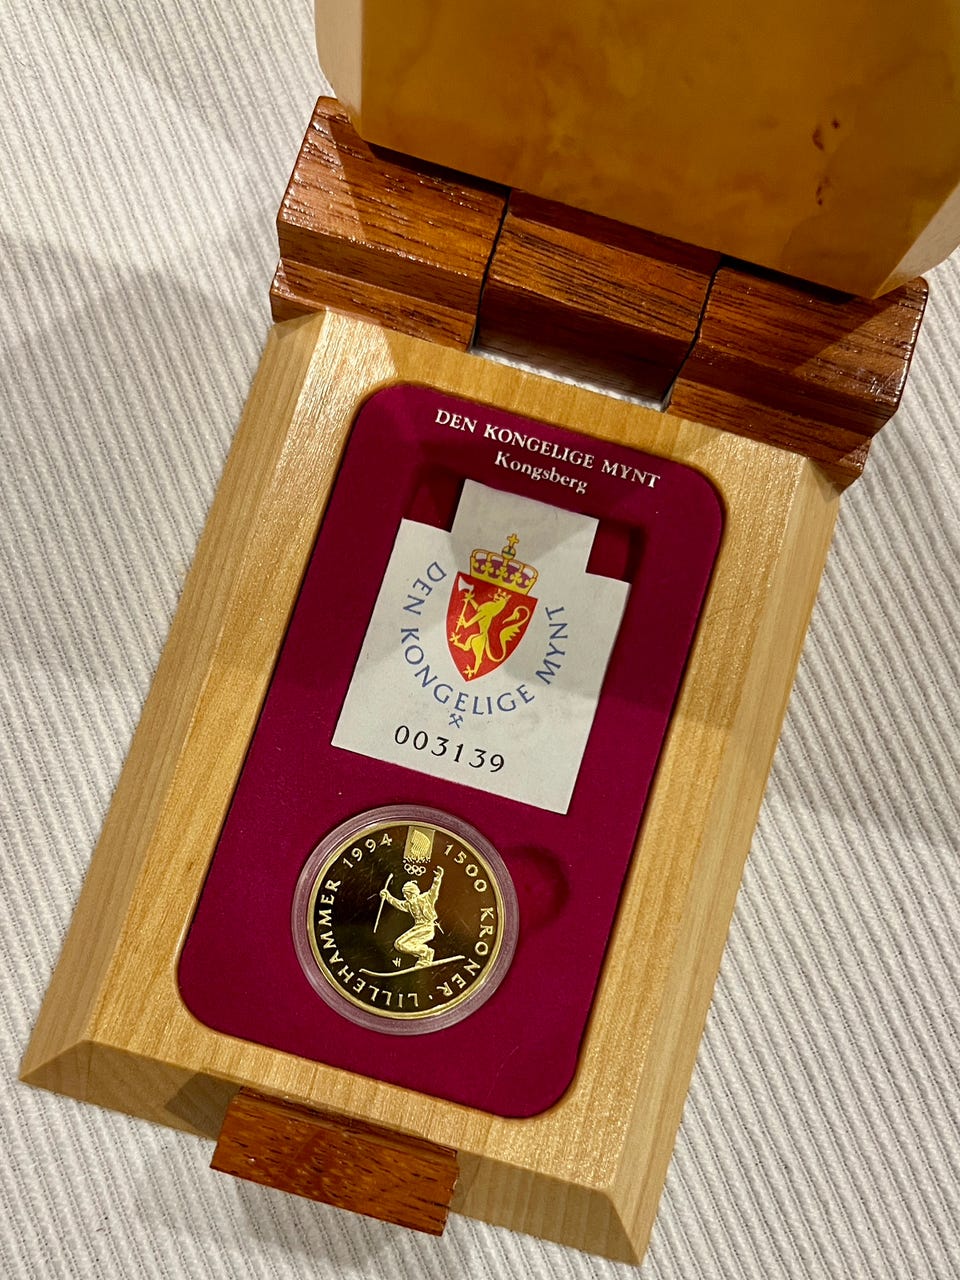 DEN KONGELIGE MYNT
Kongsberg
DEN KONGELIGE MYNT
003139
LILLEHAMMER 1994
1500 KRONER ·